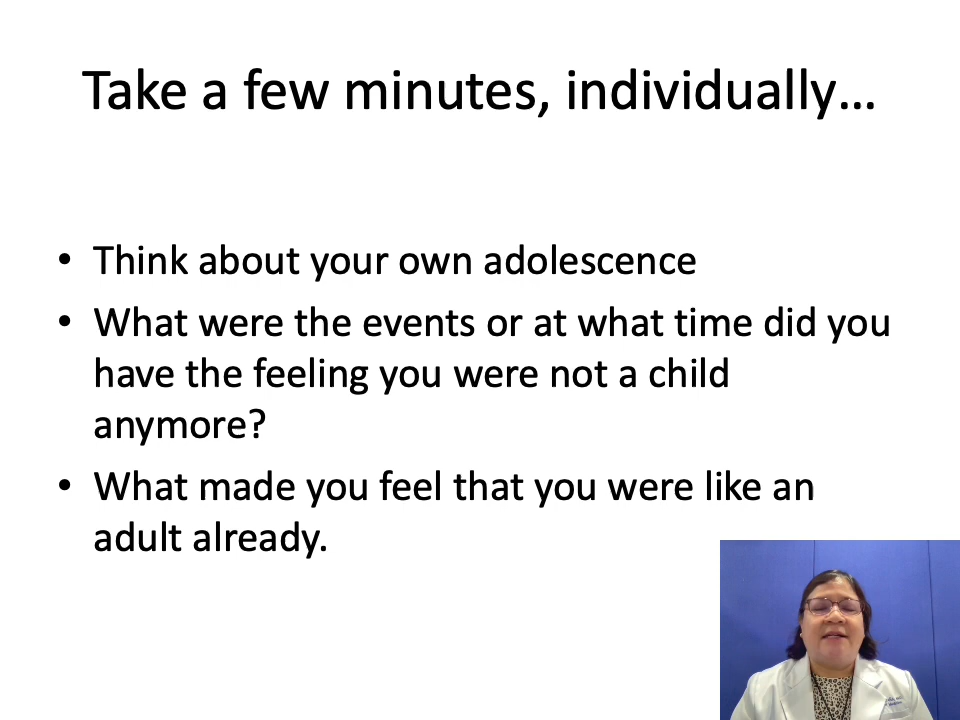 Take a few minutes, individually…
• Think about your own adolescence
• What were the events or at what time did you
have the feeling you were not a child
anymore?
• What made you feel that you were like an
adult already.